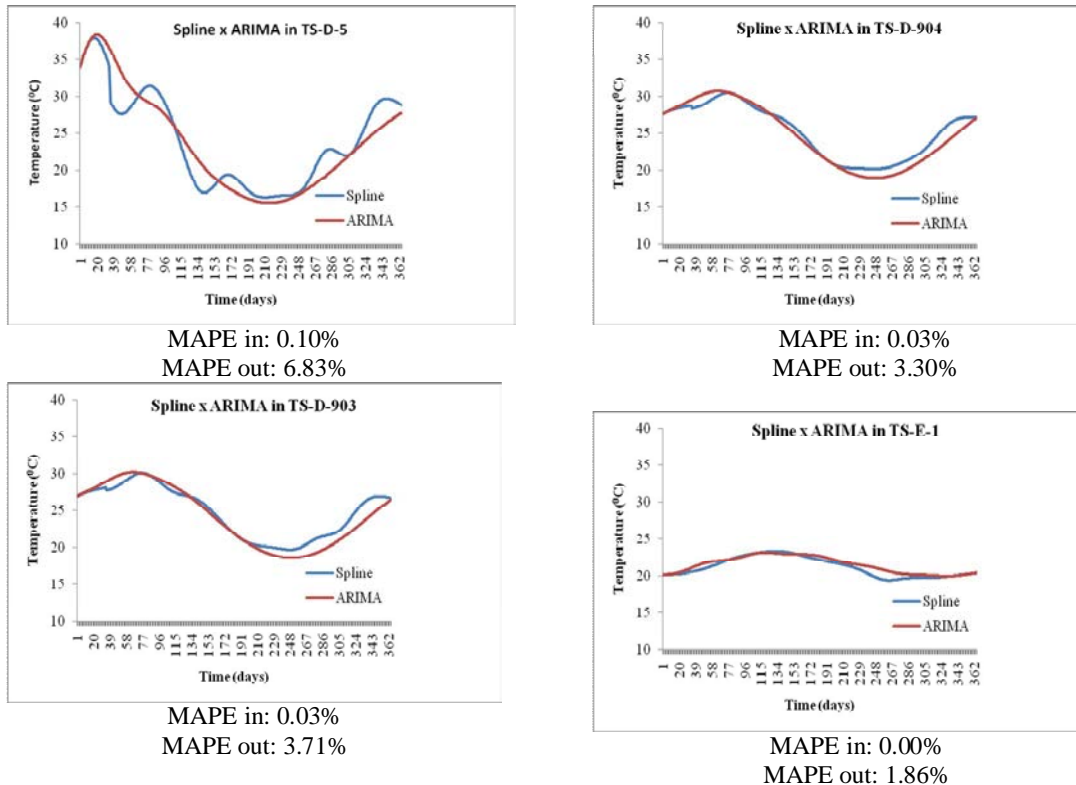 Spline x ARIMA in TS-D-5
Temperature (ºC)
40
35
30
25
20
15
10
Spline
ARIMA
1 20 39 58 77 96 115 134 153 172 191 210 229 248 267 286 305 324 343 362
Time (days)
MAPE in: 0.10%
MAPE out: 6.83%
Spline x ARIMA in TS-D-904
Temperature (ºC)
40
35
30
25
20
15
10
Spline
ARIMA
1 20 39 58 77 96 115 134 153 172 191 210 229 248 267 286 305 324 343 362
Time (days)
MAPE in: 0.03%
MAPE out: 3.30%
Spline x ARIMA in TS-D-903
Temperature (ºC)
40
35
30
25
20
15
10
Spline
ARIMA
1 20 39 58 77 96 115 134 153 172 191 210 229 248 267 286 305 324 343 362
Time (days)
MAPE in: 0.03%
MAPE out: 3.71%
Spline x ARIMA in TS-E-1
Temperature (ºC)
40
35
30
25
20
15
10
Spline
ARIMA
1 20 39 58 77 96 115 134 153 172 191 210 229 248 267 286 305 324 343 362
Time (days)
MAPE in: 0.00%
MAPE out: 1.86%